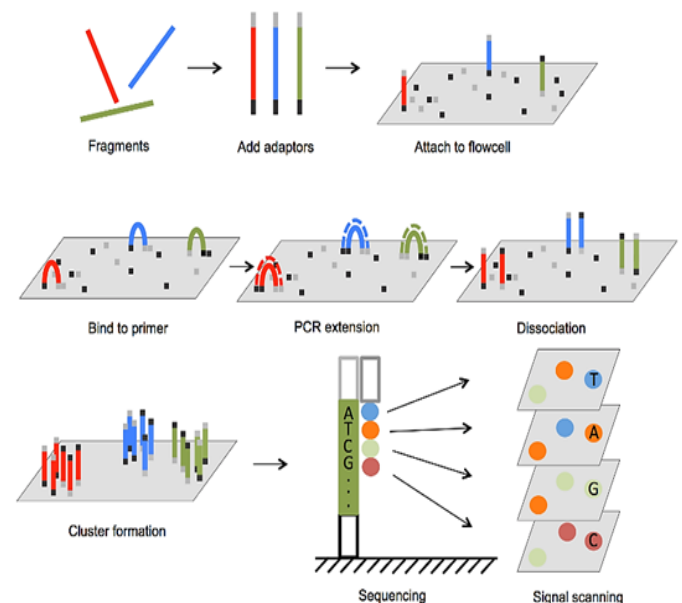 Fragments
Add adaptors
Attach to flowcell
Bind to primer
PCR extension
Dissociation
A
T
C
G
.
.
.
T
A
G
C
Cluster formation
Sequencing
Signal scanning